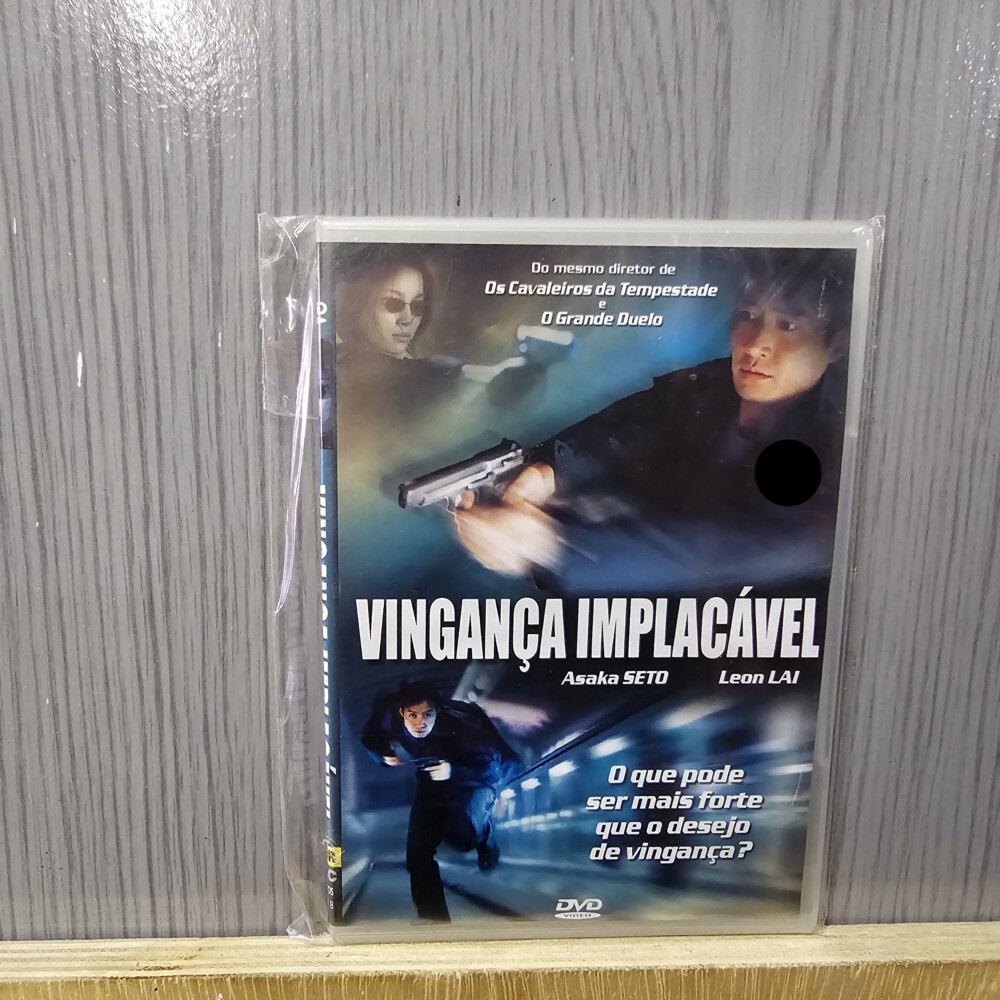 Do mesmo diretor de
Os Cavaleiros da Tempestade
e
O Grande Duelo
VINGANÇA IMPLACÁVEL
Asaka SETO Leon LAI
O que pode
ser mais forte
que o desejo
de vingança?
DVD
VIDEO